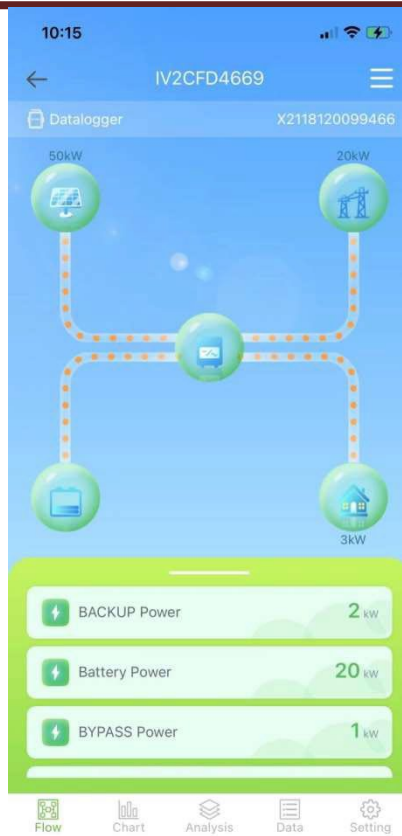 10:15
IV2CFD4669
Datalogger X2118120099466
50kW 20kW
3kW
BACKUP Power 2 kW
Battery Power 20 kW
BYPASS Power 1 kW
Flow Chart Analysis Data Setting